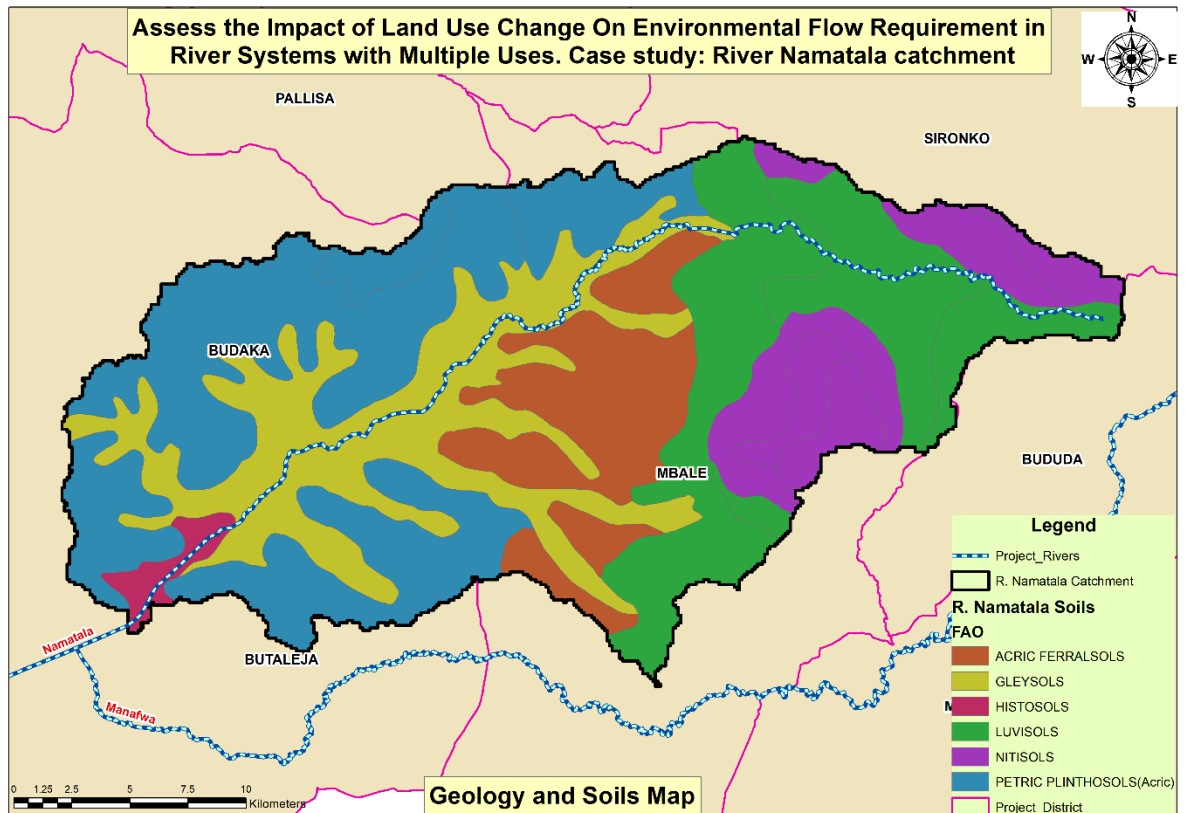 Assess the Impact of Land Use Change On Environmental Flow Requirement in
River Systems with Multiple Uses. Case study: River Namatala catchment
N
W E
S
PALLISA
SIRONKO
BUDAKA
MBALE
BUDUDA
BUTALEJA
Namatala
Manafwa
Legend
Project_Rivers
R. Namatala Catchment
R. Namatala Soils
FAO
ACRIC FERRALSOLS
GLEYSOLS
HISTOSOLS
LUVISOLS
NITISOLS
PETRIC PLINTHOSOLS(Acric)
Project_District
0 1.25 2.5 5 7.5 10
Kilometers
Geology and Soils Map